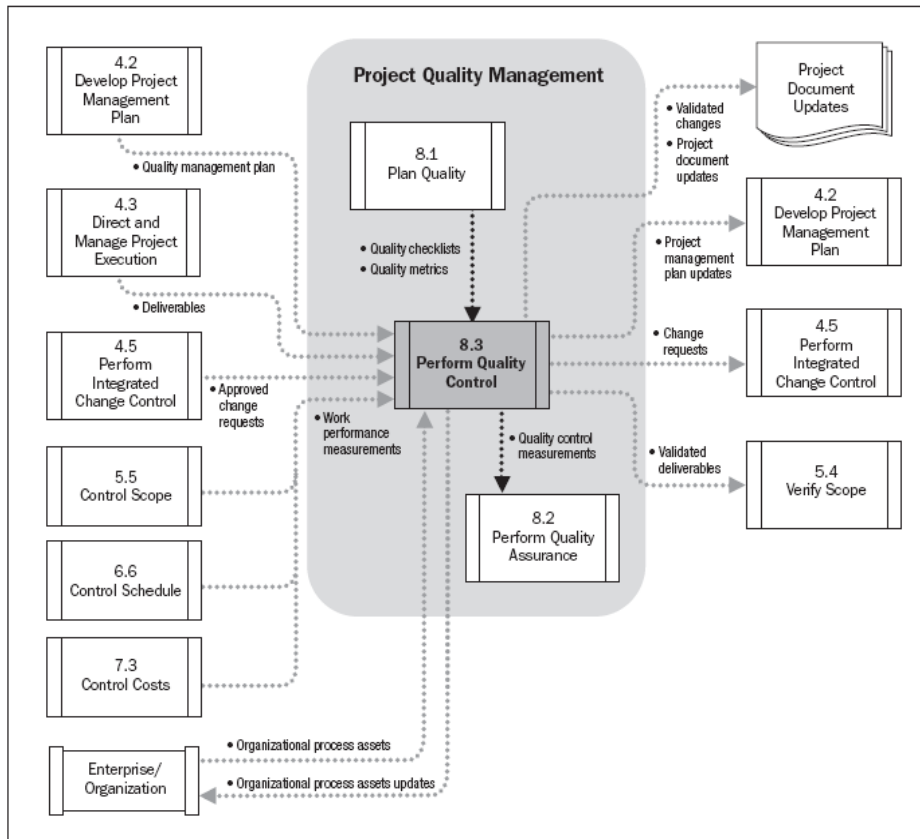 Project Quality Management
4.2
Develop Project
Management
Plan
• Quality management plan
4.3
Direct and
Manage Project
Execution
• Deliverables
4.5
Perform
Integrated
Change Control
• Approved
change
requests
5.5
Control Scope
6.6
Control Schedule
7.3
Control Costs
• Work
performance
measurements
Enterprise/
Organization
• Organizational process assets
• Organizational process assets updates
8.1
Plan Quality
• Quality checklists
• Quality metrics
8.3
Perform Quality
Control
• Quality control
measurements
8.2
Perform Quality
Assurance
• Validated
changes
• Project
document
updates
Project
Document
Updates
• Project
management
plan updates
4.2
Develop Project
Management
Plan
• Change
requests
4.5
Perform
Integrated
Change Control
• Validated
deliverables
5.4
Verify Scope